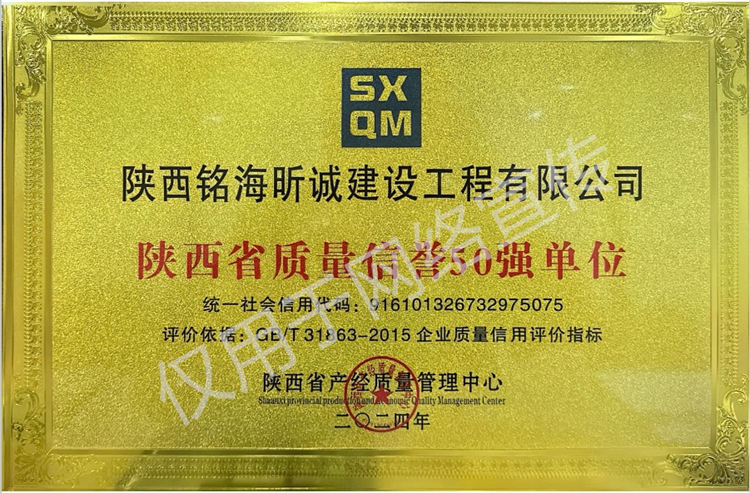 SX
QM
陕西铭海昕诚建设工程有限公司
陕西省质量信誉50强单位
统一社会信用代码：916101326732975075
评价依据：GB/T 31863-2015 企业质量信用评价指标
陕西省产经质量管理中心
Shaanxi provincial production and economic Quality Management Center
二〇二四年
仅用于网络宣传